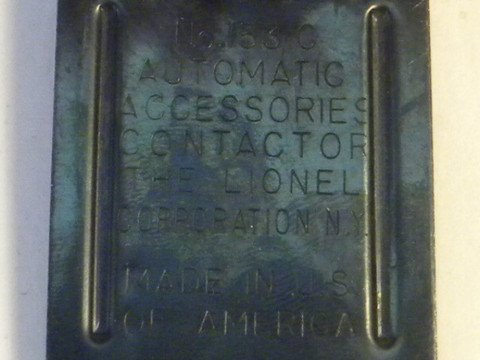 No. 153 C
AUTOMATIC
ACCESSORIES
CONTACTOR
THE LIONEL
CORPORATION N.Y.
MADE IN U.S.
OF AMERICA